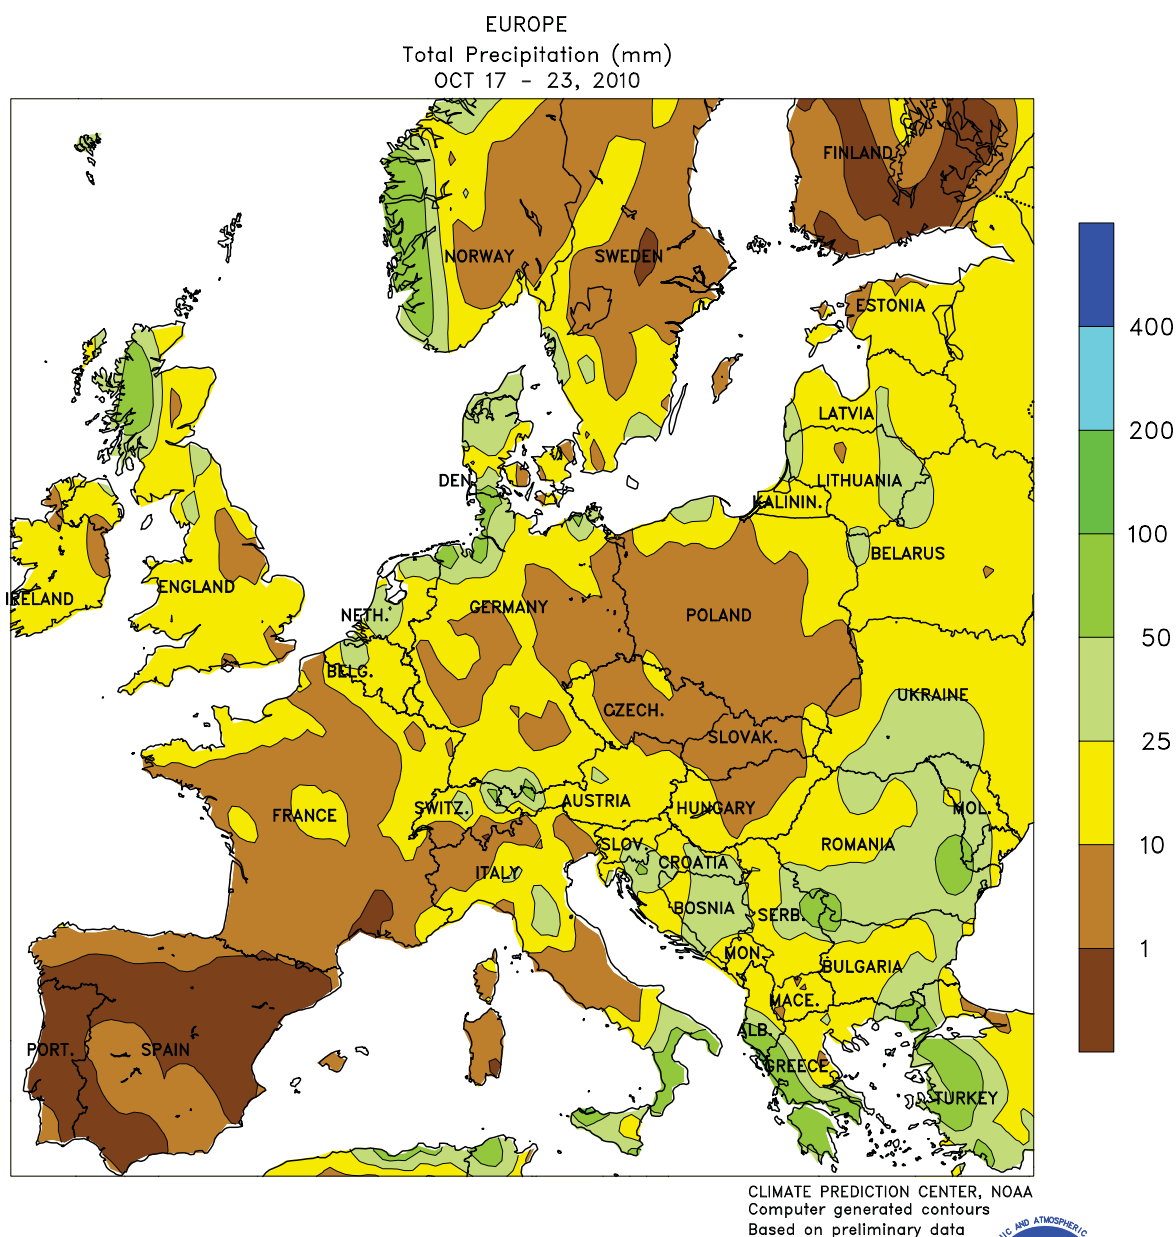 EUROPE
Total Precipitation (mm)
OCT 17 - 23, 2010
FINLAND
NORWAY
SWEDEN
ESTONIA
400
LATVIA
200
DEN.
LITHUANIA
KALININ.
100
BELARUS
IRELAND
ENGLAND
NETH.
GERMANY
POLAND
50
BELG.
UKRAINE
CZECH.
SLOVAK.
25
FRANCE
SWITZ.
AUSTRIA
HUNGARY
MOL.
ITALY
SLOV.
CROATIA
ROMANIA
10
BOSNIA
SERB.
MON.
BULGARIA
1
MACE.
PORT.
SPAIN
ALB.
GREECE
TURKEY
CLIMATE PREDICTION CENTER, NOAA
Computer generated contours
Based on preliminary data
AND ATMOSPHERIC